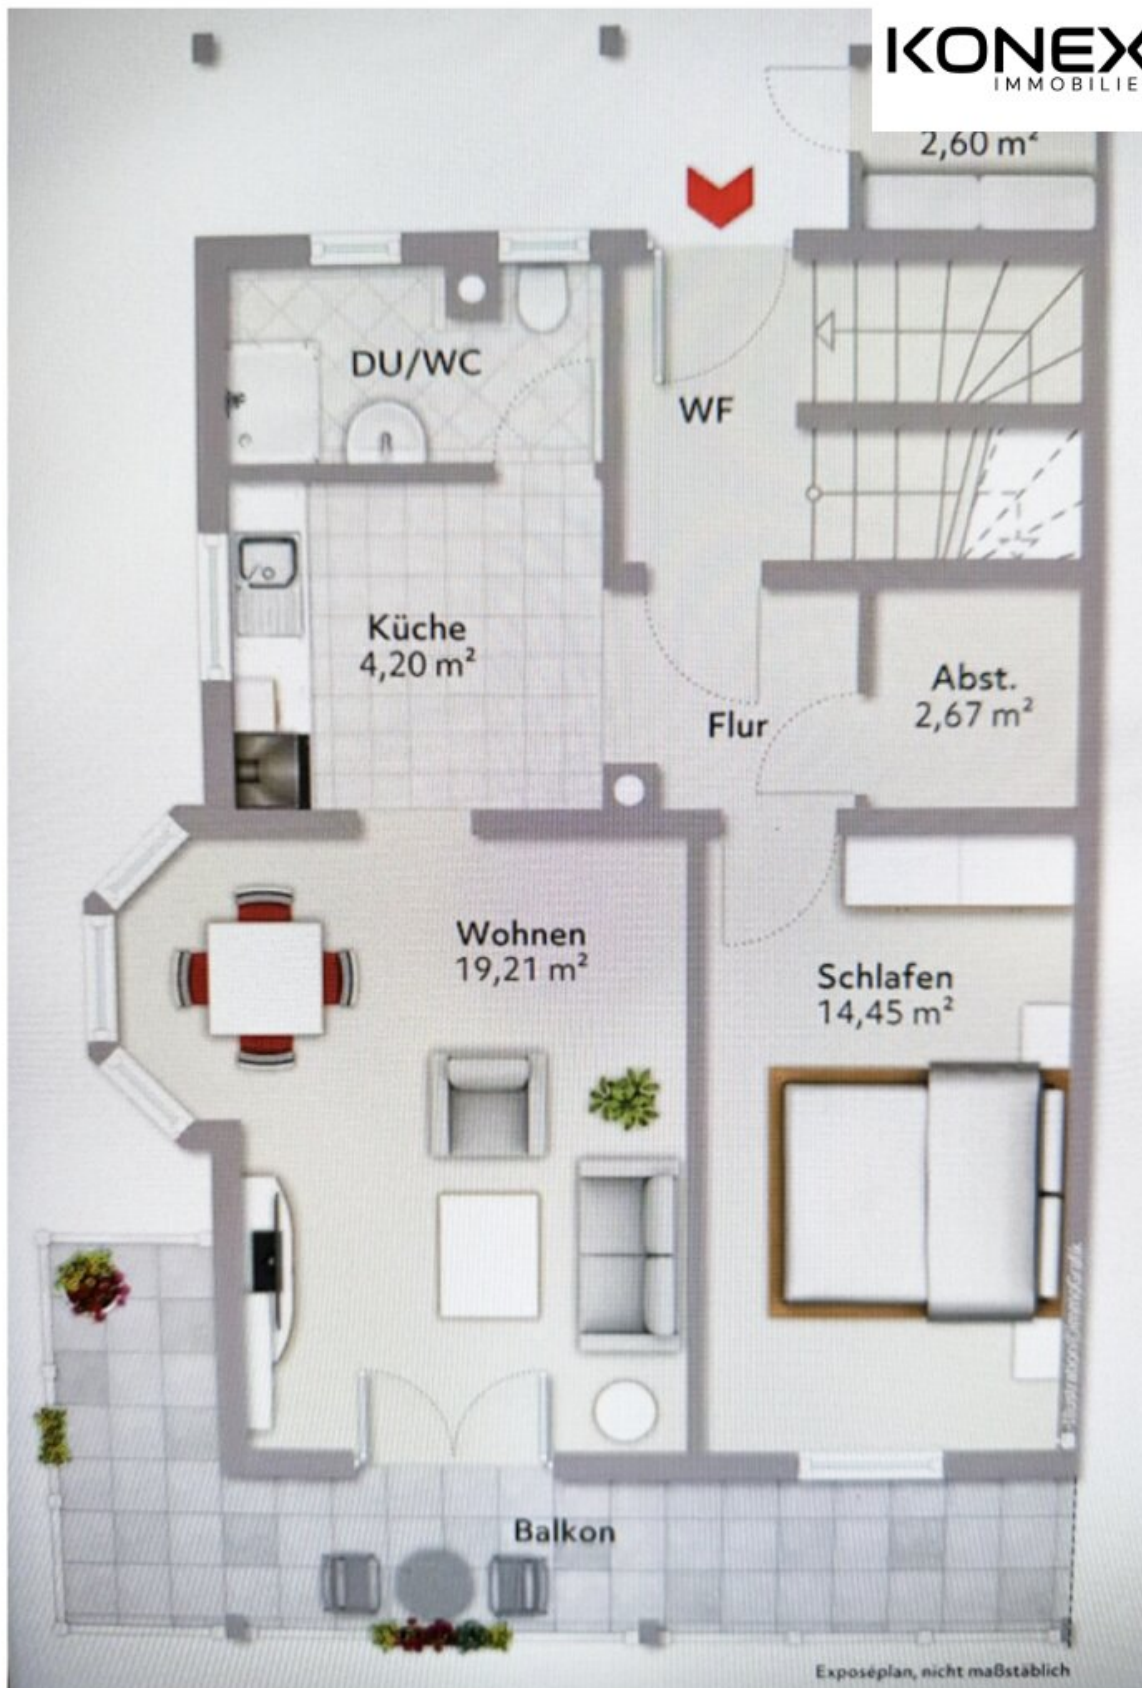 KONEX
IMMOBILIE
2,60 m²
DU/WC
WF
Küche
4,20 m²
Abst.
2,67 m²
Flur
Wohnen
19,21 m²
Schlafen
14,45 m²
Balkon
Exposéplan, nicht maßstäblich